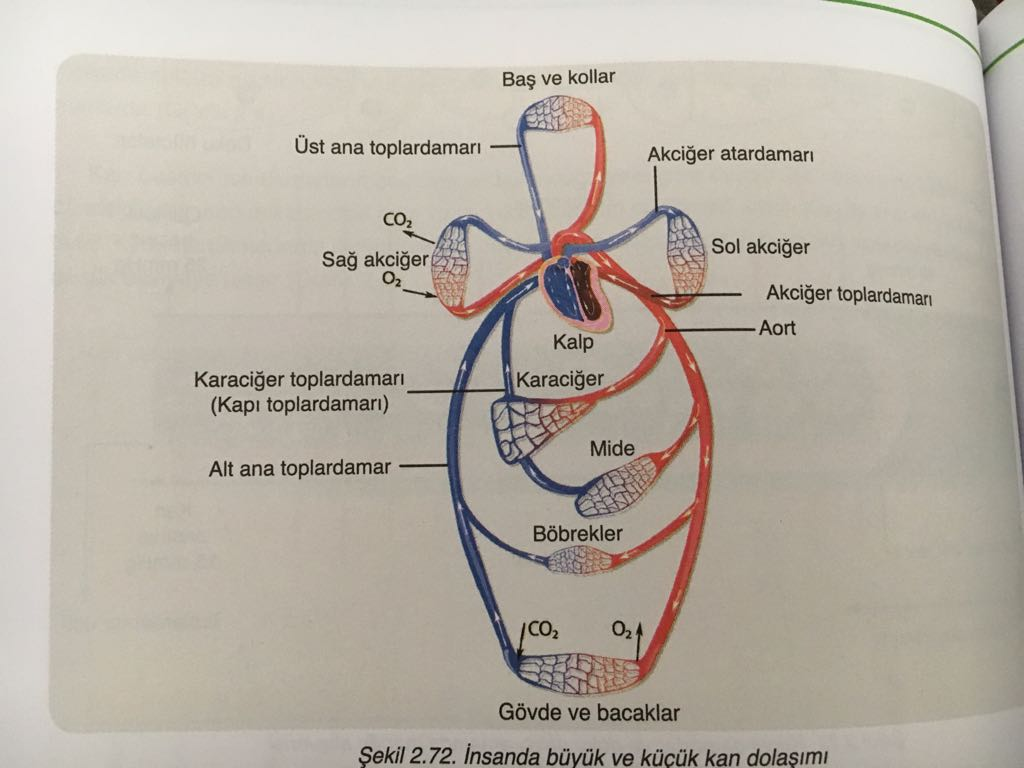 Baş ve kollar
Üst ana toplardamarı
Akciğer atardamarı
CO₂
Sağ akciğer
O₂
Sol akciğer
Akciğer toplardamarı
Aort
Kalp
Karaciğer toplardamarı
(Kapı toplardamarı)
Karaciğer
Mide
Alt ana toplardamar
Böbrekler
CO₂
O₂
Gövde ve bacaklar
Şekil 2.72. İnsanda büyük ve küçük kan dolaşımı